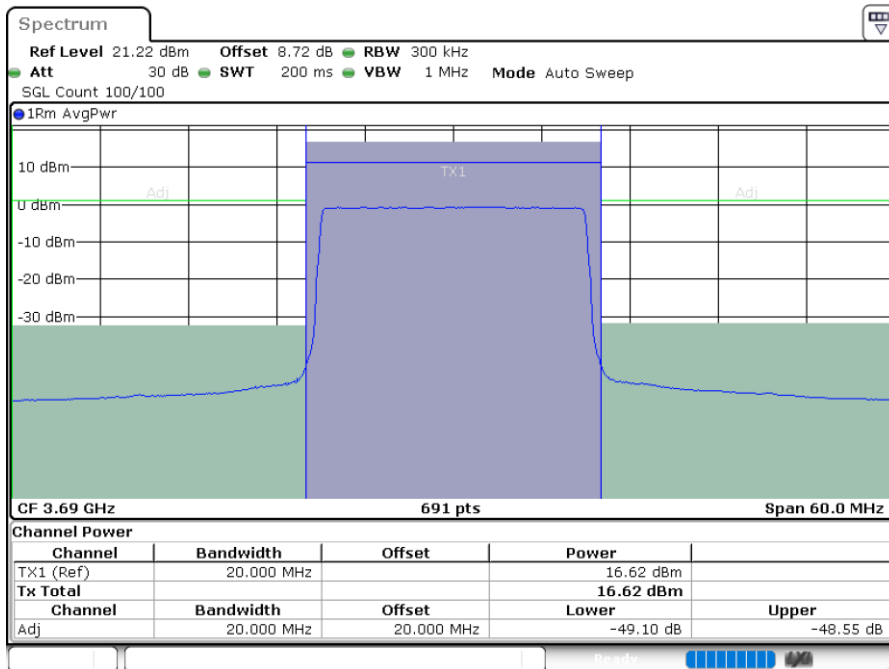 Spectrum
Ref Level 21.22 dBm Offset 8.72 dB RBW 300 kHz
Att 30 dB SWT 200 ms VBW 1 MHz Mode Auto Sweep
SGL Count 100/100
1Rm AvgPwr
10 dBm
TX1
Adj Adj
0 dBm
-10 dBm
-20 dBm
-30 dBm
CF 3.69 GHz 691 pts Span 60.0 MHz
Channel Power
Channel Bandwidth Offset Power
TX1 (Ref) 20.000 MHz 16.62 dBm
Tx Total 16.62 dBm
Channel Bandwidth Offset Lower Upper
Adj 20.000 MHz 20.000 MHz -49.10 dB -48.55 dB
Ready